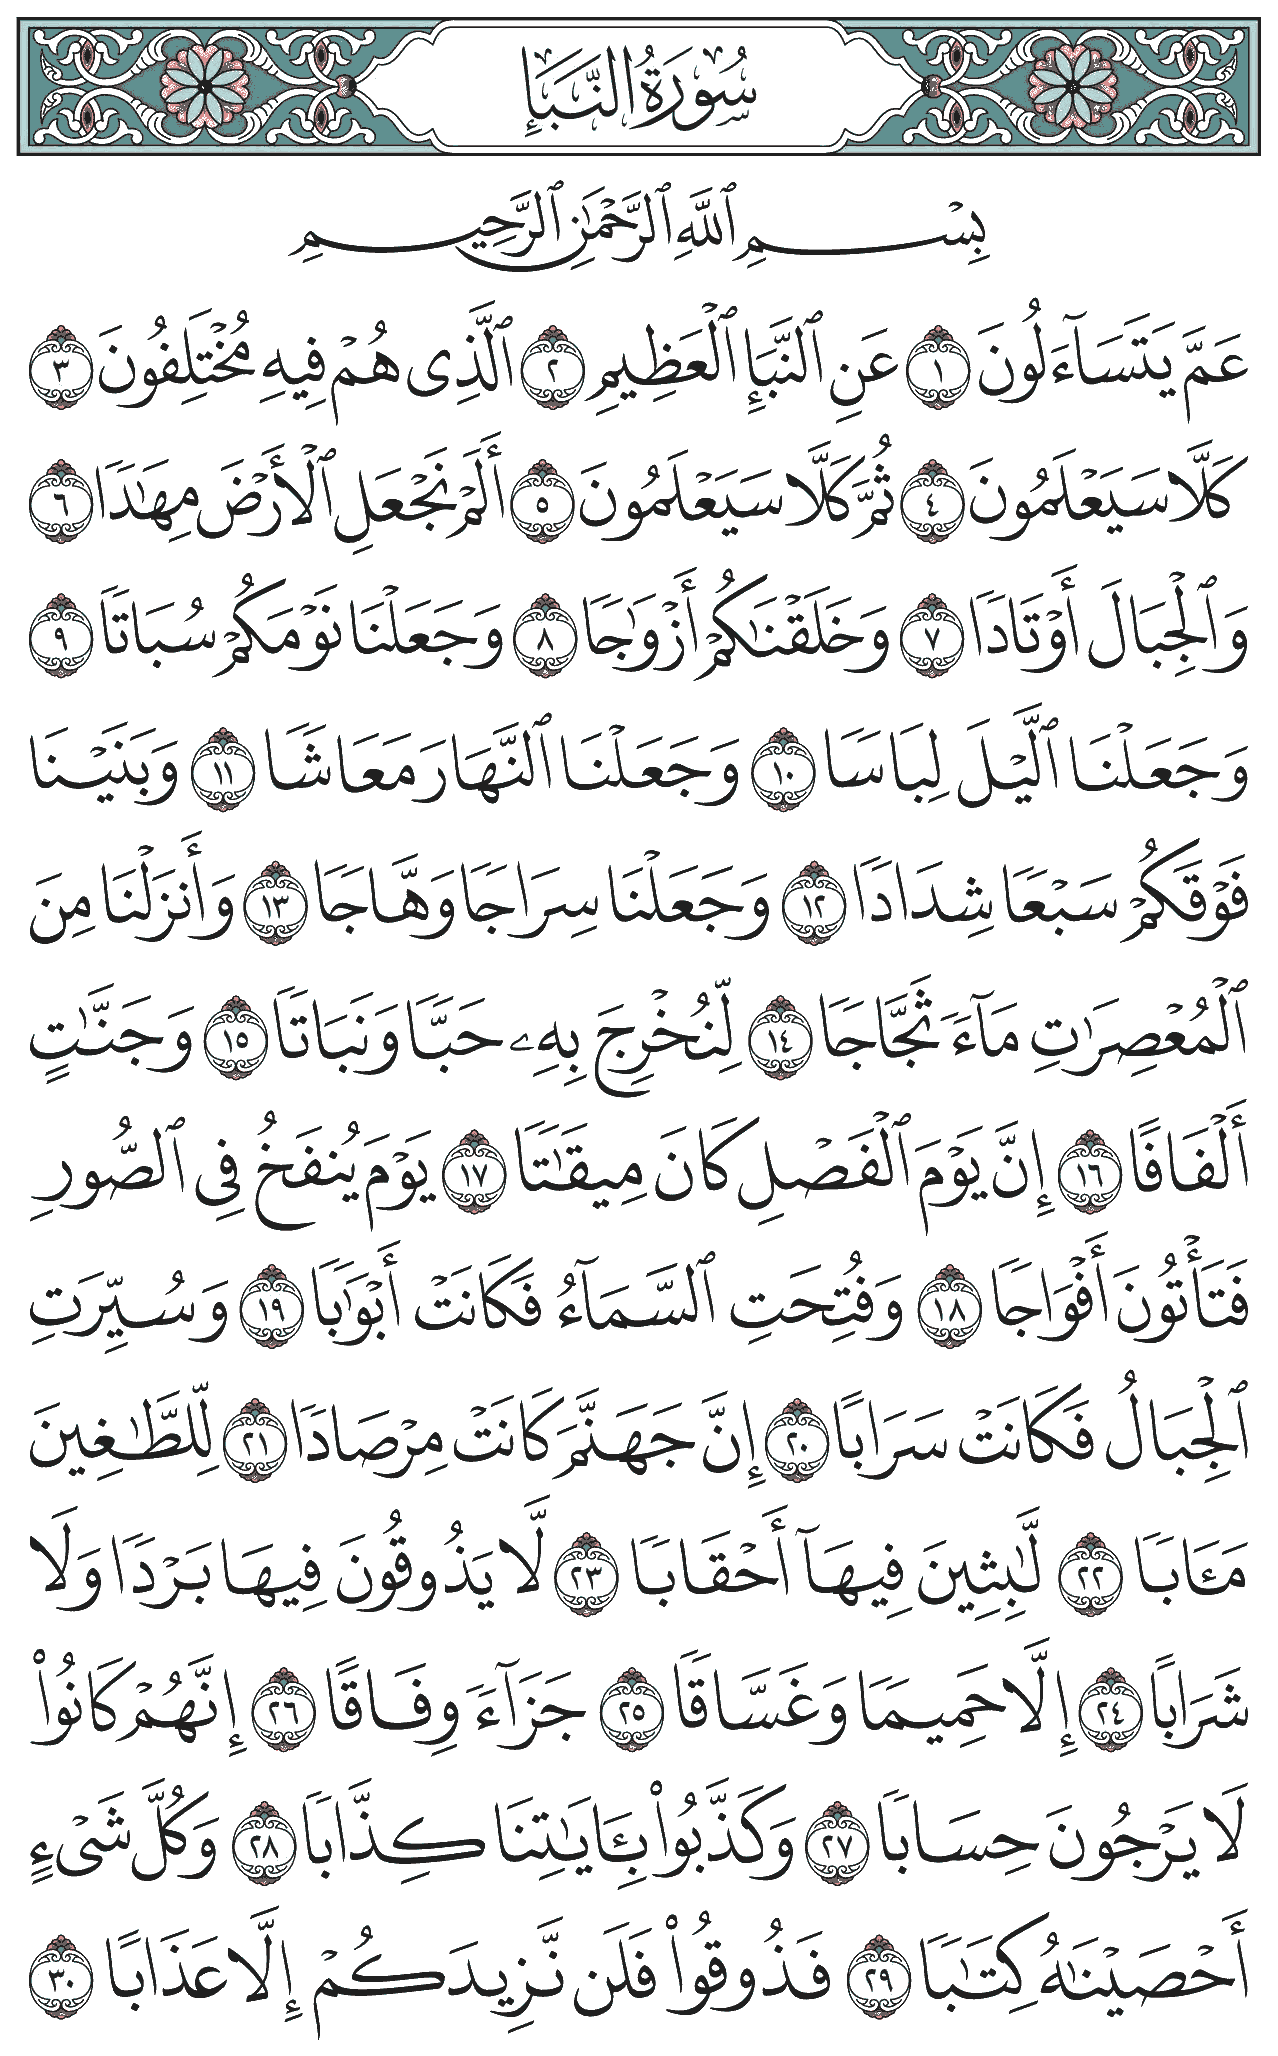 سُورَةُ النَّبَإِ
بِسْمِ ٱللَّهِ ٱلرَّحْمَٰنِ ٱلرَّحِيمِ
عَمَّ يَتَسَآءَلُونَ ١ عَنِ ٱلنَّبَإِ ٱلْعَظِيمِ ٢ ٱلَّذِى هُمْ فِيهِ مُخْتَلِفُونَ ٣
كَلَّا سَيَعْلَمُونَ ٤ ثُمَّ كَلَّا سَيَعْلَمُونَ ٥ أَلَمْ نَجْعَلِ ٱلْأَرْضَ مِهَٰدًا ٦
وَٱلْجِبَالَ أَوْتَادًا ٧ وَخَلَقْنَٰكُمْ أَزْوَٰجًا ٨ وَجَعَلْنَا نَوْمَكُمْ سُبَاتًا ٩
وَجَعَلْنَا ٱلَّيْلَ لِبَاسًا ١٠ وَجَعَلْنَا ٱلنَّهَارَ مَعَاشًا ١١ وَبَنَيْنَا
فَوْقَكُمْ سَبْعًا شِدَادًا ١٢ وَجَعَلْنَا سِرَاجًا وَهَّاجًا ١٣ وَأَنزَلْنَا مِنَ
ٱلْمُعْصِرَٰتِ مَآءً ثَجَّاجًا ١٤ لِّنُخْرِجَ بِهِۦ حَبًّا وَنَبَاتًا ١٥ وَجَنَّٰتٍ
أَلْفَافًا ١٦ إِنَّ يَوْمَ ٱلْفَصْلِ كَانَ مِيقَٰتًا ١٧ يَوْمَ يُنفَخُ فِى ٱلصُّورِ
فَتَأْتُونَ أَفْوَاجًا ١٨ وَفُتِحَتِ ٱلسَّمَآءُ فَكَانَتْ أَبْوَٰبًا ١٩ وَسُيِّرَتِ
ٱلْجِبَالُ فَكَانَتْ سَرَابًا ٢٠ إِنَّ جَهَنَّمَ كَانَتْ مِرْصَادًا ٢١ لِّلطَّٰغِينَ
مَـَٔابًا ٢٢ لَّٰبِثِينَ فِيهَآ أَحْقَابًا ٢٣ لَّا يَذُوقُونَ فِيهَا بَرْدًا وَلَا
شَرَابًا ٢٤ إِلَّا حَمِيمًا وَغَسَّاقًا ٢٥ جَزَآءً وِفَاقًا ٢٦ إِنَّهُمْ كَانُوا۟
لَا يَرْجُونَ حِسَابًا ٢٧ وَكَذَّبُوا۟ بِـَٔايَٰتِنَا كِذَّابًا ٢٨ وَكُلَّ شَىْءٍ
أَحْصَيْنَٰهُ كِتَٰبًا ٢٩ فَذُوقُوا۟ فَلَن نَّزِيدَكُمْ إِلَّا عَذَابًا ٣٠